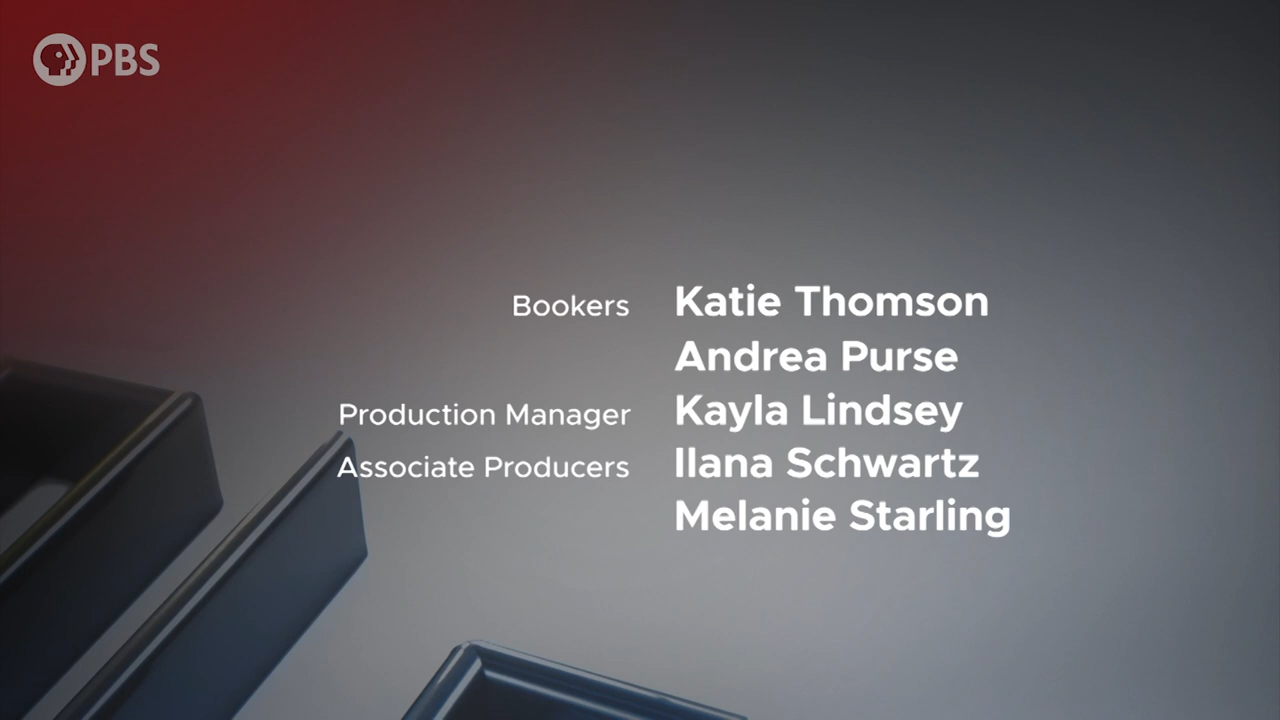 PBS
Bookers Katie Thomson
Andrea Purse
Production Manager Kayla Lindsey
Associate Producers Ilana Schwartz
Melanie Starling